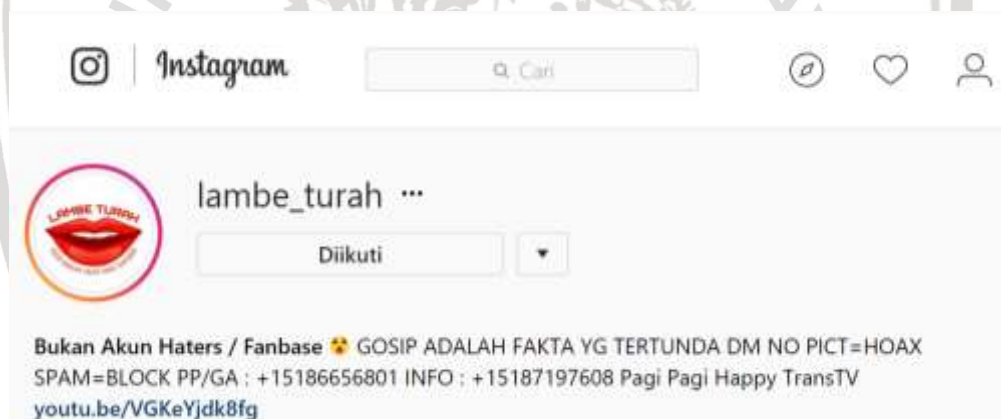 Instagram
Cari
LAMBE TURAH
lambe_turah ...
Diikuti
Bukan Akun Haters / Fanbase 😵 GOSIP ADALAH FAKTA YG TERTUNDA DM NO PICT=HOAX
SPAM=BLOCK PP/GA : +15186656801 INFO : +15187197608 Pagi Pagi Happy TransTV
youtu.be/VGKeYjdk8fg